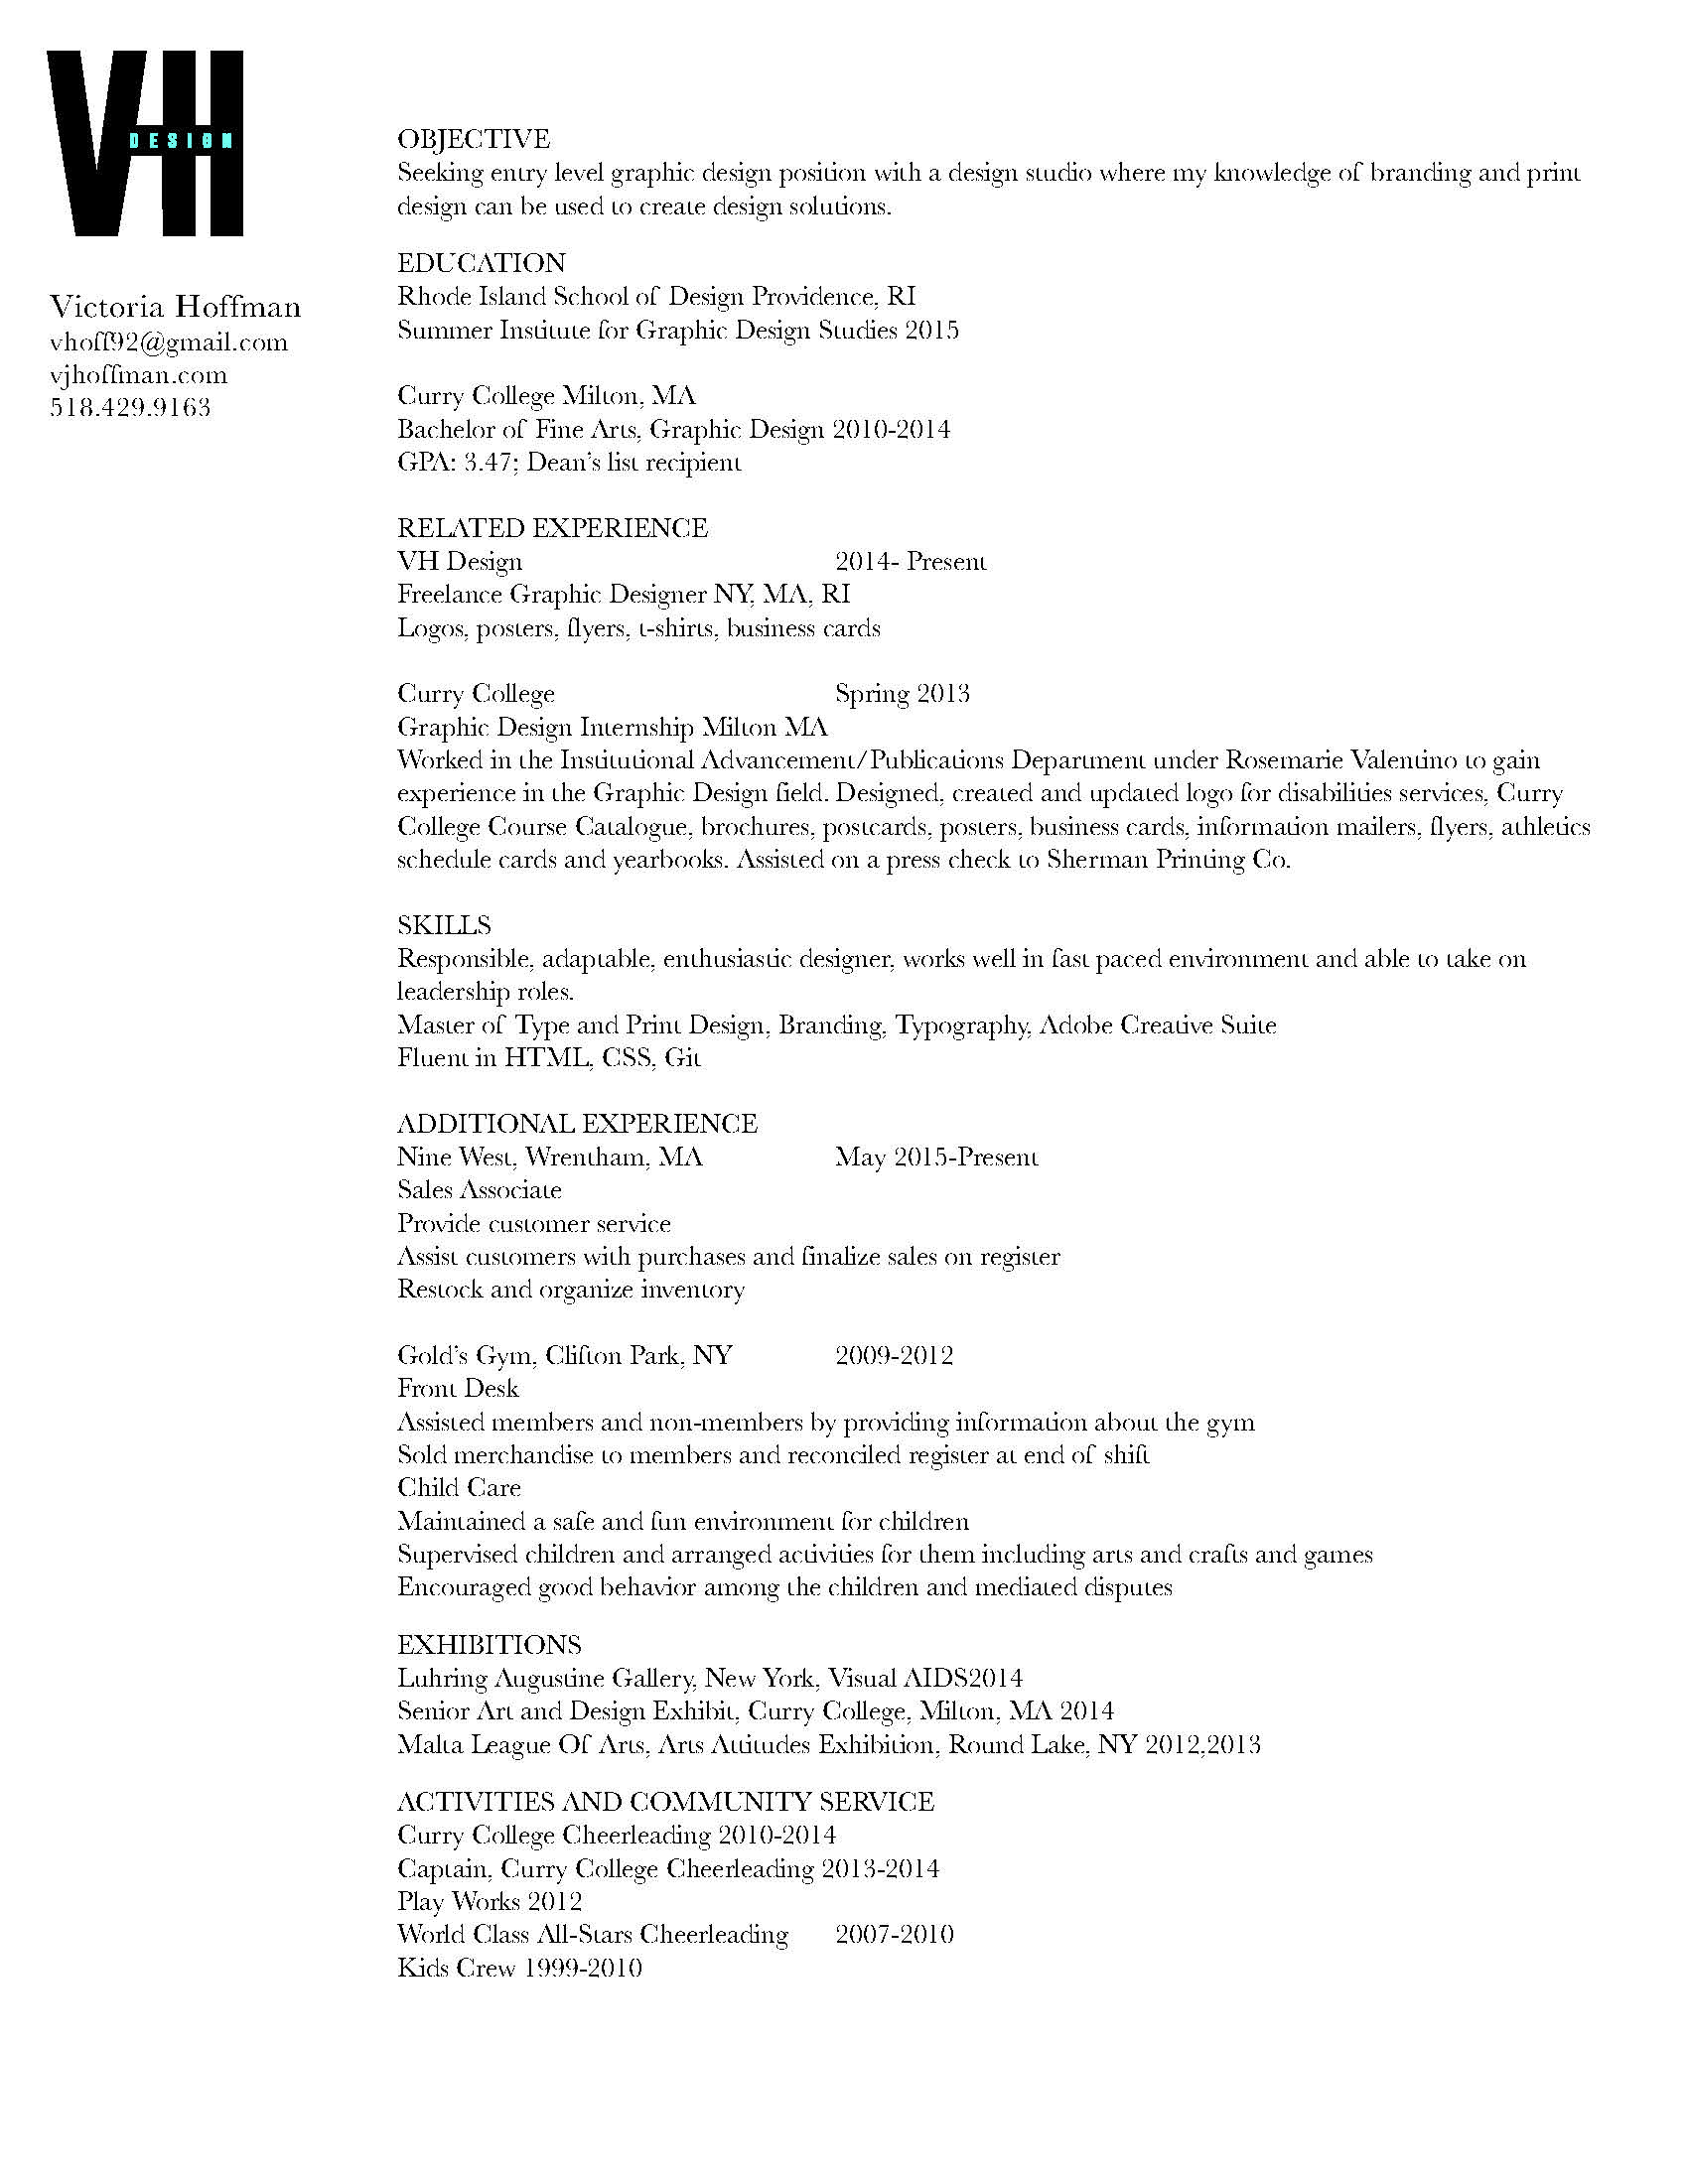 VH
DESIGN
Victoria Hoffman
vhoff92@gmail.com
vjhoffman.com
518.429.9163
OBJECTIVE
Seeking entry level graphic design position with a design studio where my knowledge of branding and print
design can be used to create design solutions.
EDUCATION
Rhode Island School of Design Providence, RI
Summer Institute for Graphic Design Studies 2015
Curry College Milton, MA
Bachelor of Fine Arts, Graphic Design 2010-2014
GPA: 3.47; Dean's list recipient
RELATED EXPERIENCE
VH Design 2014- Present
Freelance Graphic Designer NY, MA, RI
Logos, posters, flyers, t-shirts, business cards
Curry College Spring 2013
Graphic Design Internship Milton MA
Worked in the Institutional Advancement/Publications Department under Rosemarie Valentino to gain
experience in the Graphic Design field. Designed, created and updated logo for disabilities services, Curry
College Course Catalogue, brochures, postcards, posters, business cards, information mailers, flyers, athletics
schedule cards and yearbooks. Assisted on a press check to Sherman Printing Co.
SKILLS
Responsible, adaptable, enthusiastic designer, works well in fast paced environment and able to take on
leadership roles.
Master of Type and Print Design, Branding, Typography, Adobe Creative Suite
Fluent in HTML, CSS, Git
ADDITIONAL EXPERIENCE
Nine West, Wrentham, MA May 2015-Present
Sales Associate
Provide customer service
Assist customers with purchases and finalize sales on register
Restock and organize inventory
Gold's Gym, Clifton Park, NY 2009-2012
Front Desk
Assisted members and non-members by providing information about the gym
Sold merchandise to members and reconciled register at end of shift
Child Care
Maintained a safe and fun environment for children
Supervised children and arranged activities for them including arts and crafts and games
Encouraged good behavior among the children and mediated disputes
EXHIBITIONS
Luhring Augustine Gallery, New York, Visual AIDS2014
Senior Art and Design Exhibit, Curry College, Milton, MA 2014
Malta League Of Arts, Arts Attitudes Exhibition, Round Lake, NY 2012,2013
ACTIVITIES AND COMMUNITY SERVICE
Curry College Cheerleading 2010-2014
Captain, Curry College Cheerleading 2013-2014
Play Works 2012
World Class All-Stars Cheerleading 2007-2010
Kids Crew 1999-2010